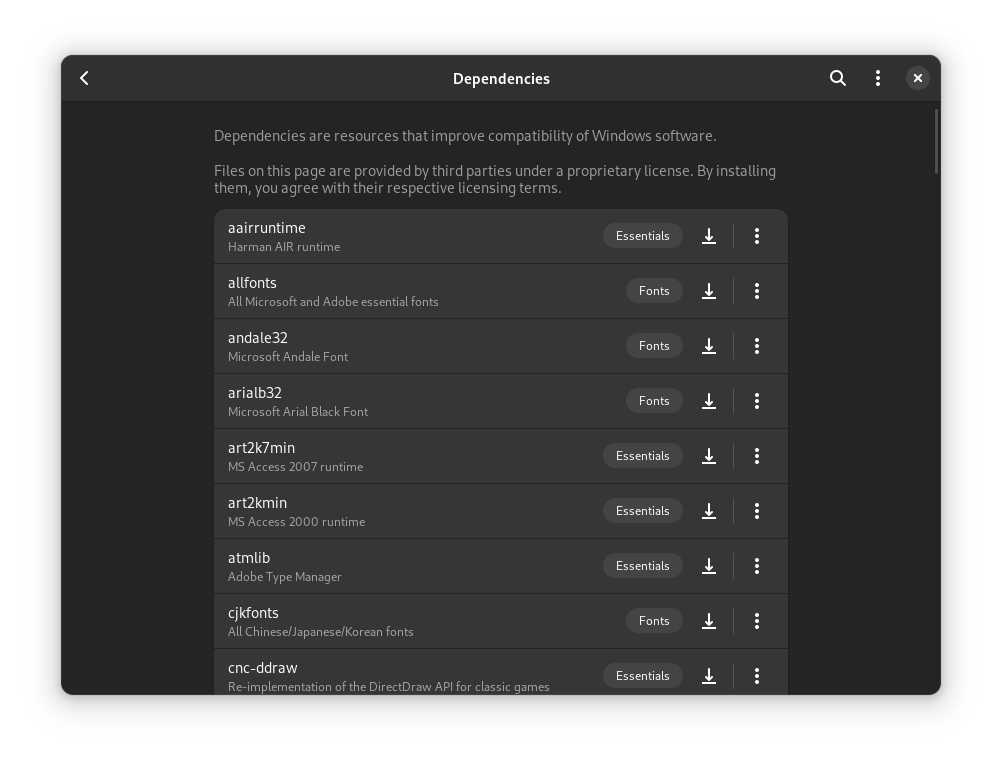 Dependencies
Dependencies are resources that improve compatibility of Windows software.
Files on this page are provided by third parties under a proprietary license. By installing
them, you agree with their respective licensing terms.
aairruntime
Harman AIR runtime
Essentials
allfonts
All Microsoft and Adobe essential fonts
Fonts
andale32
Microsoft Andale Font
Fonts
arialb32
Microsoft Arial Black Font
Fonts
art2k7min
MS Access 2007 runtime
Essentials
art2kmin
MS Access 2000 runtime
Essentials
atmlib
Adobe Type Manager
Essentials
cjkfonts
All Chinese/Japanese/Korean fonts
Fonts
cnc-ddraw
Re-implementation of the DirectDraw API for classic games
Essentials